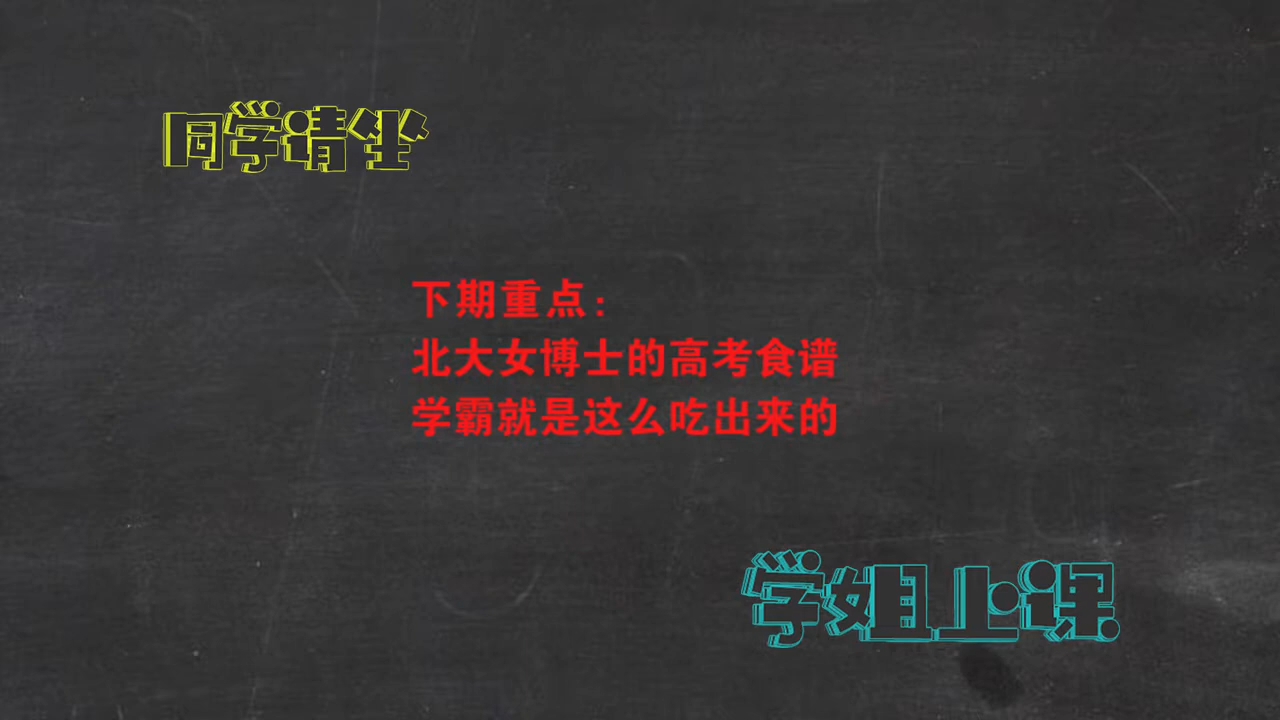 同学请坐
下期重点：
北大女博士的高考食谱
学霸就是这么吃出来的
学姐上课